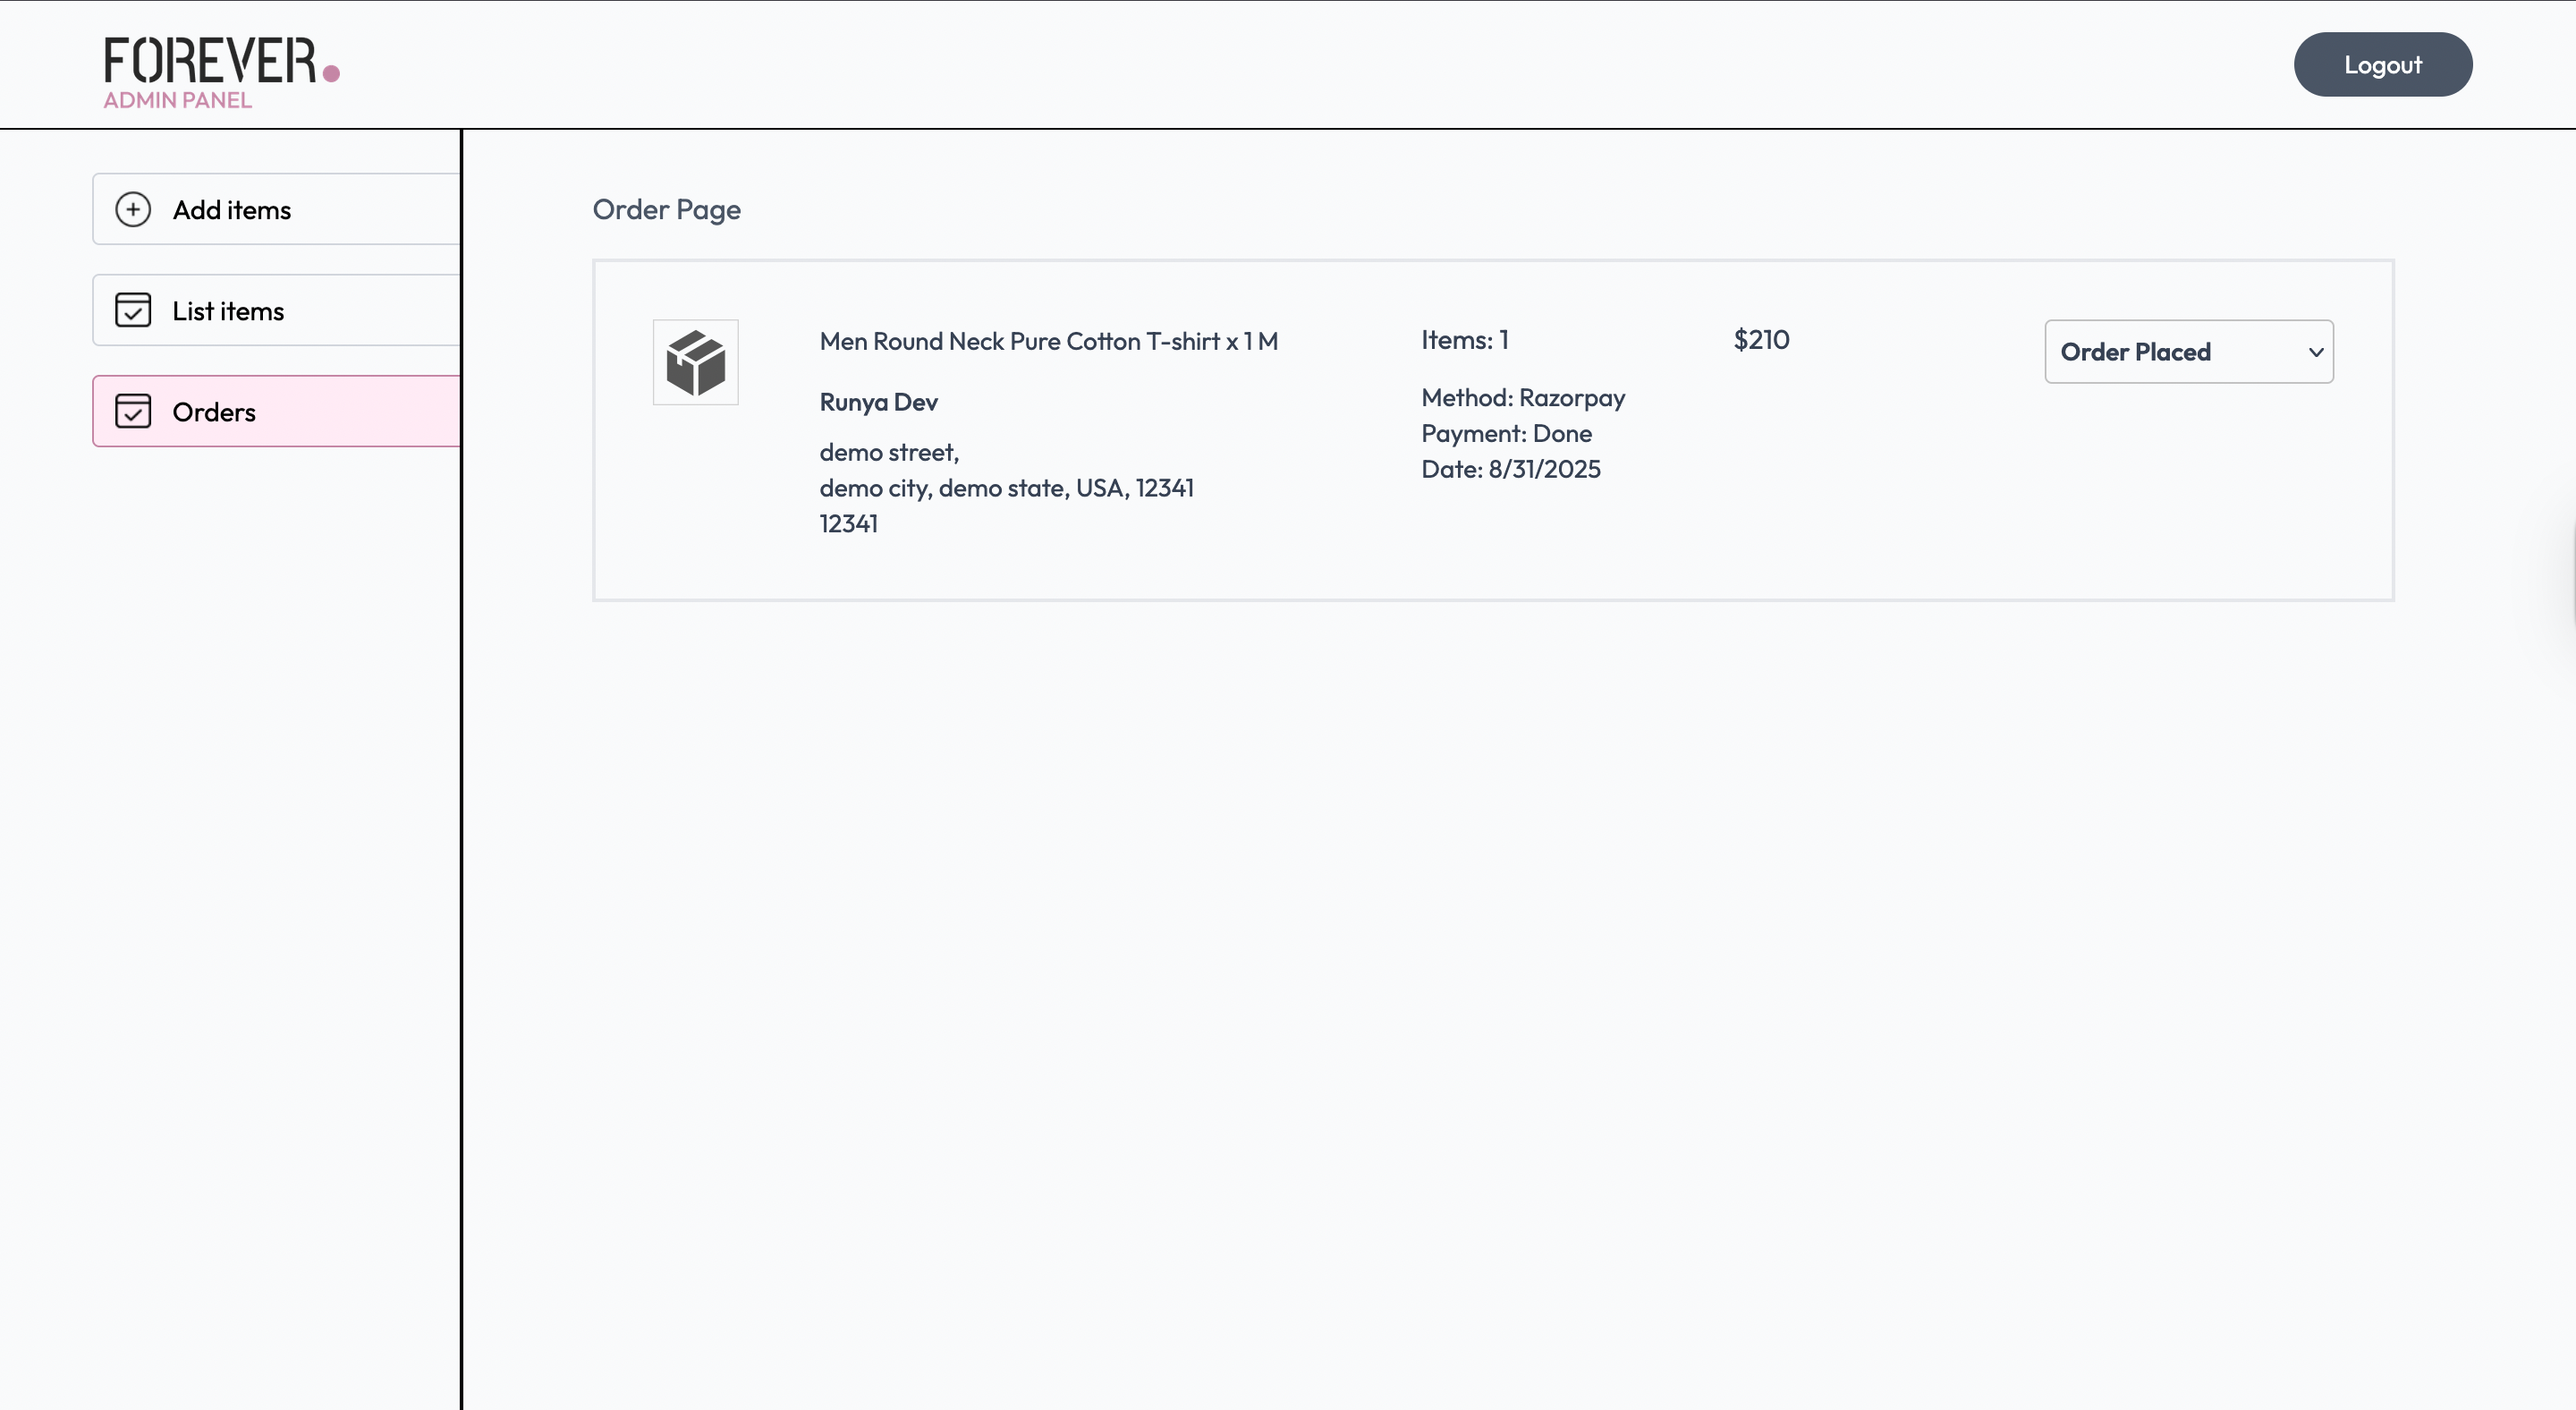 FOREVER.
ADMIN PANEL
Logout
Add items
List items
Orders
Order Page
Men Round Neck Pure Cotton T-shirt x 1 M
Runya Dev
demo street,
demo city, demo state, USA, 12341
12341
Items: 1
Method: Razorpay
Payment: Done
Date: 8/31/2025
$210
Order Placed